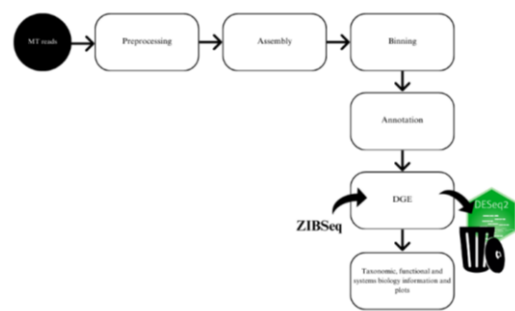 MT reads
Preprocessing
Assembly
Binning
Annotation
DGE
ZIBSeq
DESeq2
Taxonomic, functional and
systems biology information and
plots